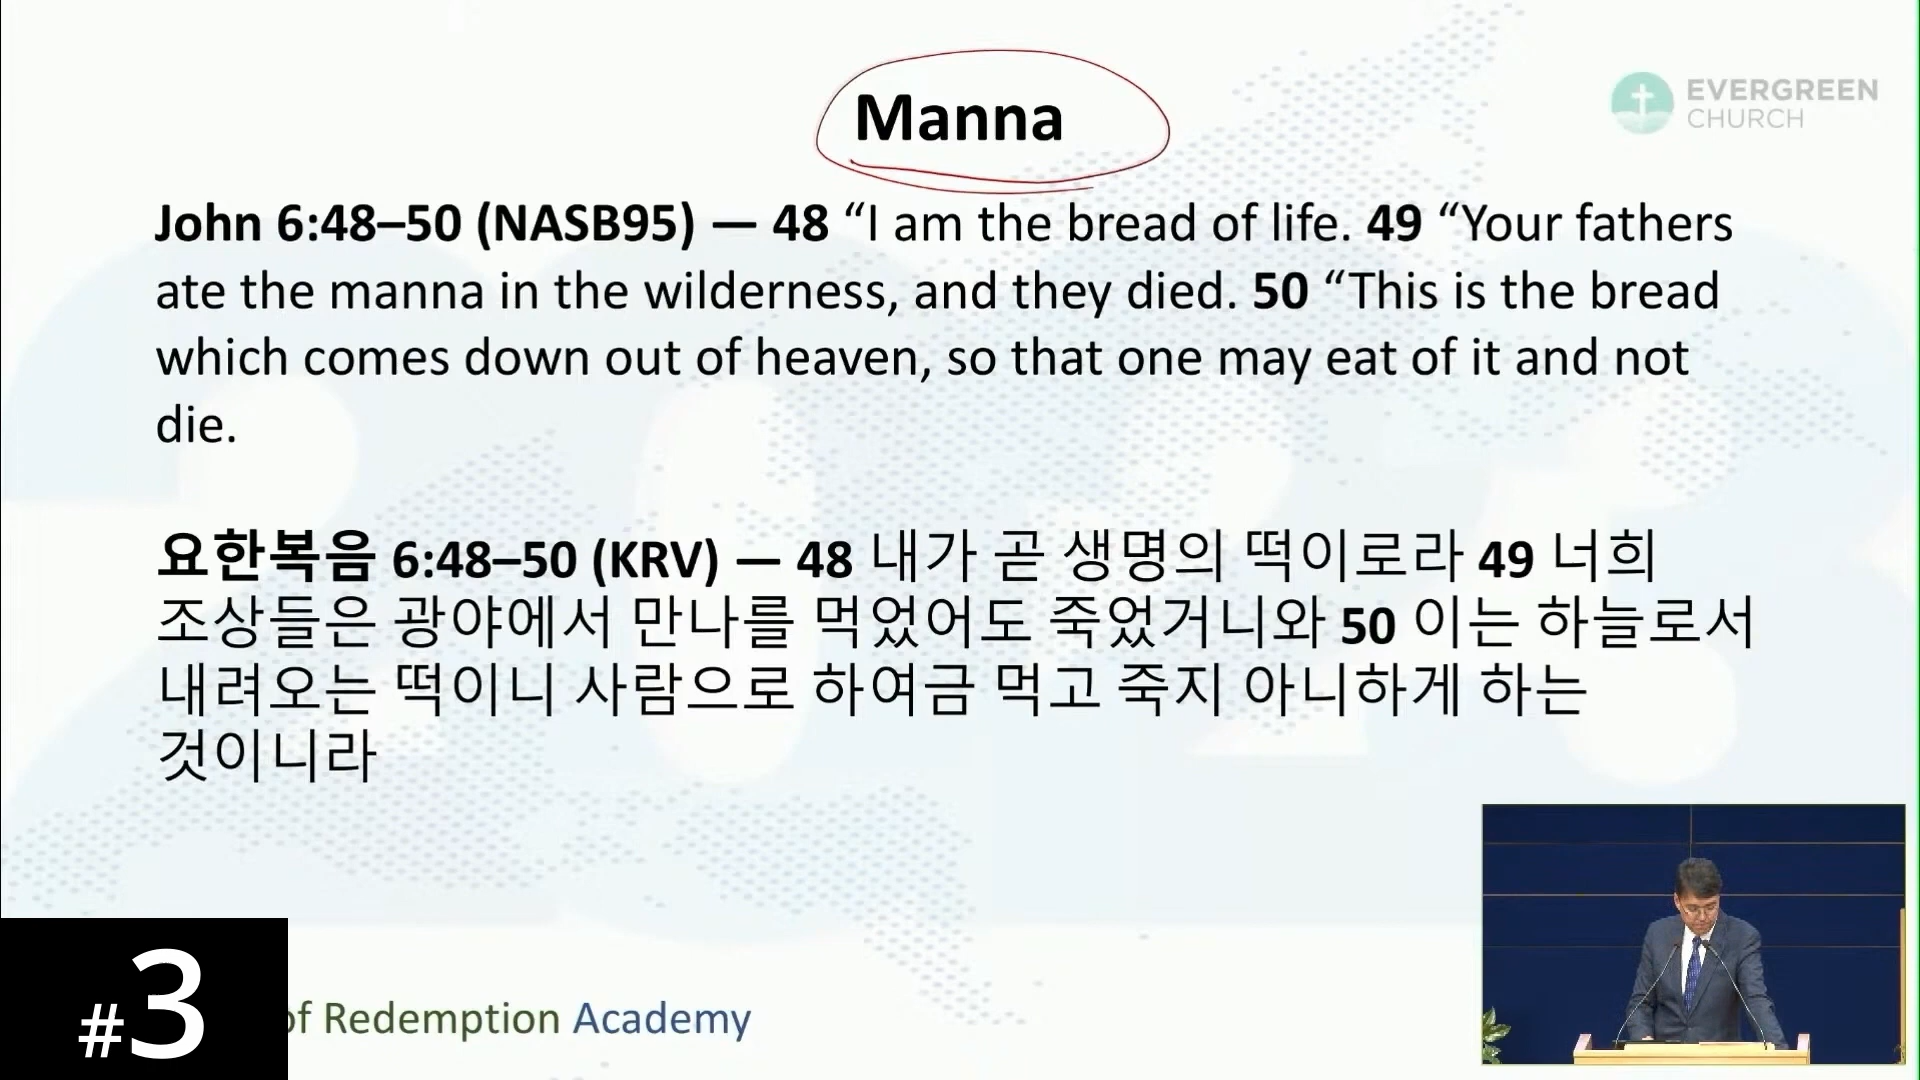 Manna
EVERGREEN
CHURCH
John 6:48–50 (NASB95) — 48 “I am the bread of life. 49 “Your fathers
ate the manna in the wilderness, and they died. 50 “This is the bread
which comes down out of heaven, so that one may eat of it and not
die.
요한복음 6:48–50 (KRV) — 48 내가 곧 생명의 떡이로라 49 너희
조상들은 광야에서 만나를 먹었어도 죽었거니와 50 이는 하늘로서
내려오는 떡이니 사람으로 하여금 먹고 죽지 아니하게 하는
것이니라
#3
of Redemption Academy